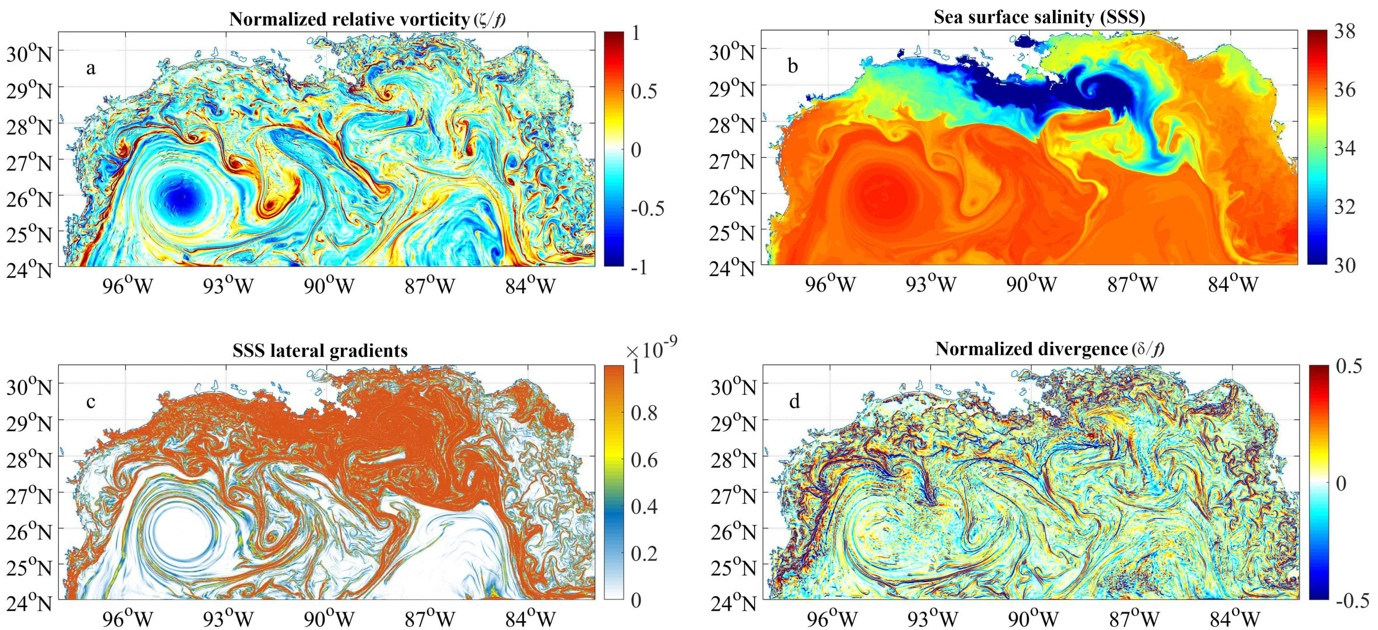 Normalized relative vorticity (ζ/f)
a
30°N
29°N
28°N
27°N
26°N
25°N
24°N
96°W 93°W 90°W 87°W 84°W
1
0.5
0
-0.5
-1
Sea surface salinity (SSS)
b
30°N
29°N
28°N
27°N
26°N
25°N
24°N
96°W 93°W 90°W 87°W 84°W
38
36
34
32
30
SSS lateral gradients
×10⁻⁹
c
30°N
29°N
28°N
27°N
26°N
25°N
24°N
96°W 93°W 90°W 87°W 84°W
1
0.8
0.6
0.4
0.2
0
Normalized divergence (δ/f)
d
30°N
29°N
28°N
27°N
26°N
25°N
24°N
96°W 93°W 90°W 87°W 84°W
0.5
0
-0.5